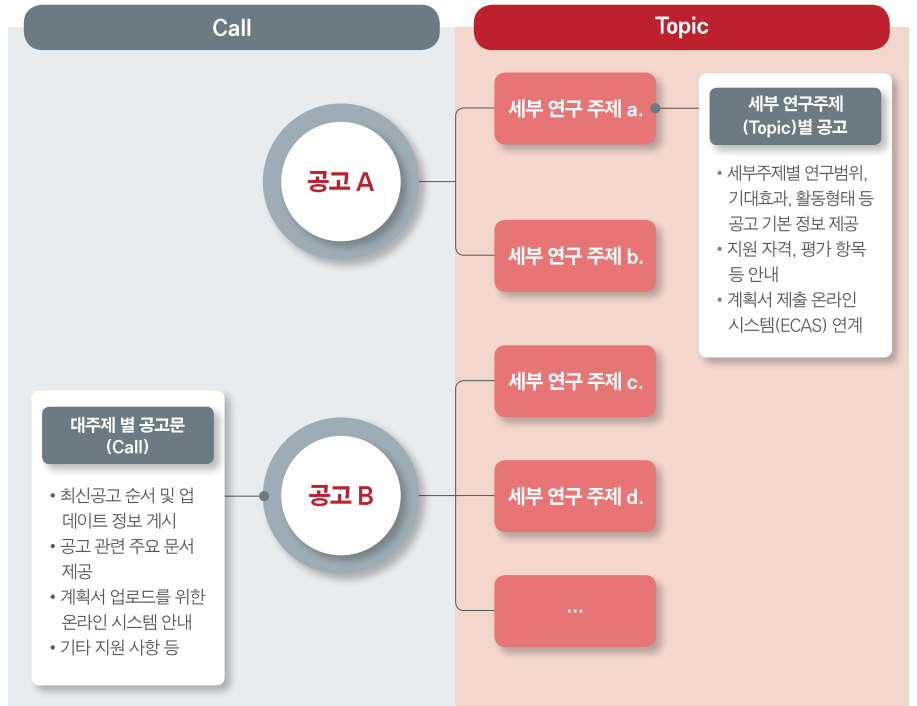 Call
Topic
공고 A
세부 연구 주제 a.
세부 연구 주제 b.
세부 연구주제
(Topic)별 공고
• 세부주제별 연구범위,
기대효과, 활동형태 등
공고 기본 정보 제공
• 지원 자격, 평가 항목
등 안내
• 계획서 제출 온라인
시스템(ECAS) 연계
대주제 별 공고문
(Call)
• 최신공고 순서 및 업
데이트 정보 게시
• 공고 관련 주요 문서
제공
• 계획서 업로드를 위한
온라인 시스템 안내
• 기타 지원 사항 등
공고 B
세부 연구 주제 c.
세부 연구 주제 d.
…